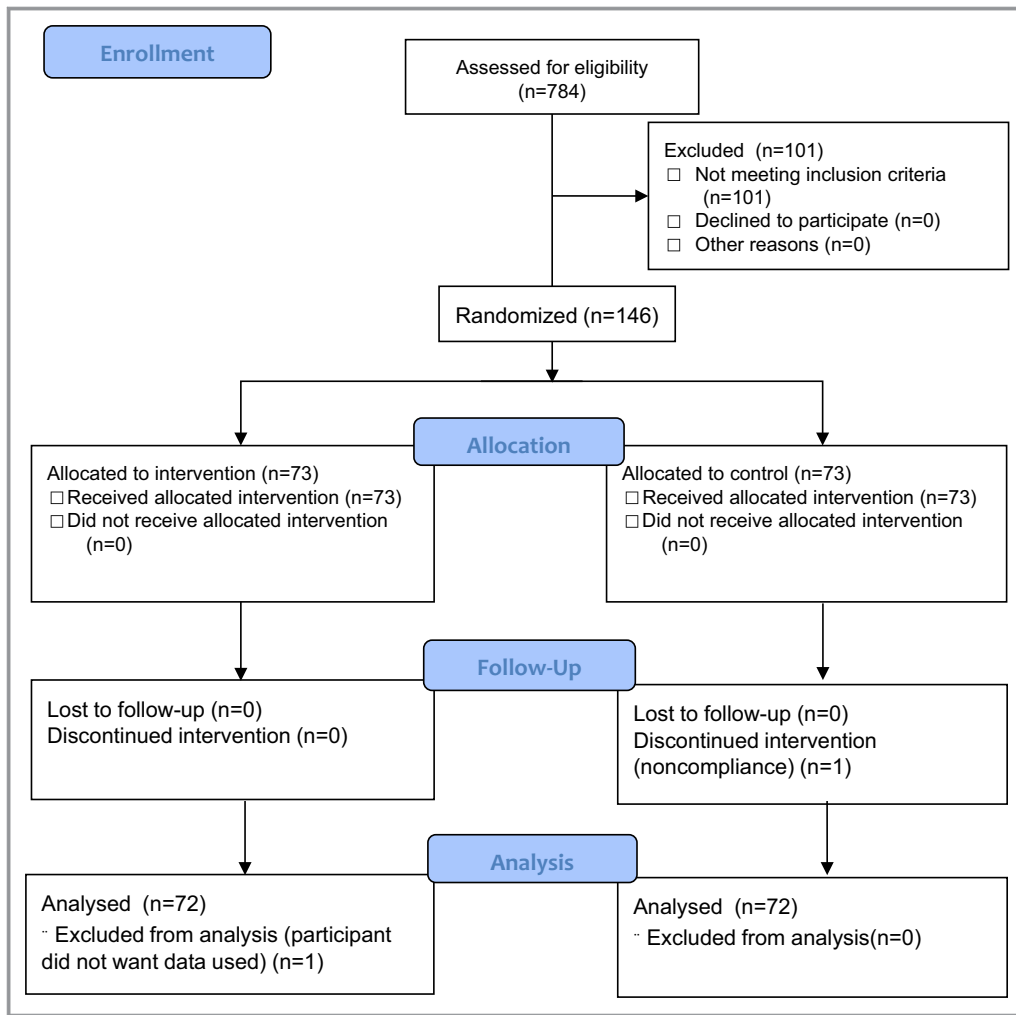 Enrollment
Assessed for eligibility
(n=784)
Excluded (n=101)
□ Not meeting inclusion criteria
(n=101)
□ Declined to participate (n=0)
□ Other reasons (n=0)
Randomized (n=146)
Allocation
Allocated to intervention (n=73)
□ Received allocated intervention (n=73)
□ Did not receive allocated intervention
(n=0)
Allocated to control (n=73)
□ Received allocated intervention (n=73)
□ Did not receive allocated intervention
(n=0)
Follow-Up
Lost to follow-up (n=0)
Discontinued intervention (n=0)
Lost to follow-up (n=0)
Discontinued intervention
(noncompliance) (n=1)
Analysis
Analysed (n=72)
¨ Excluded from analysis (participant
did not want data used) (n=1)
Analysed (n=72)
¨ Excluded from analysis(n=0)